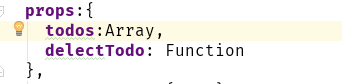 props:{
todos:Array,
delectTodo: Function
},